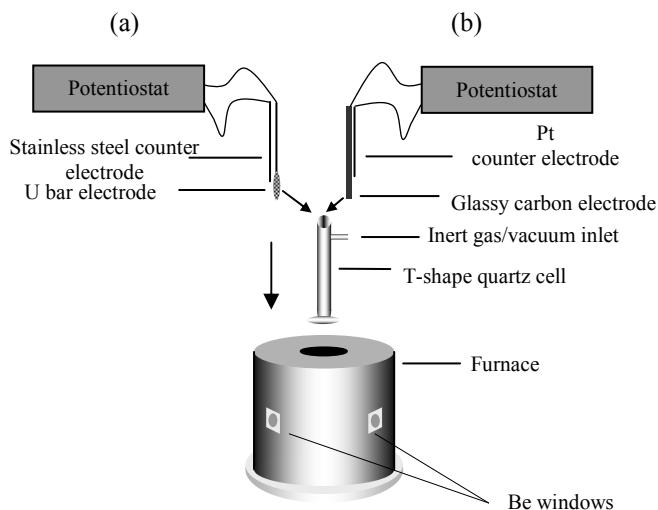 (a)
(b)
Potentiostat
Potentiostat
Stainless steel counter
electrode
U bar electrode
Pt
counter electrode
Glassy carbon electrode
Inert gas/vacuum inlet
T-shape quartz cell
Furnace
Be windows